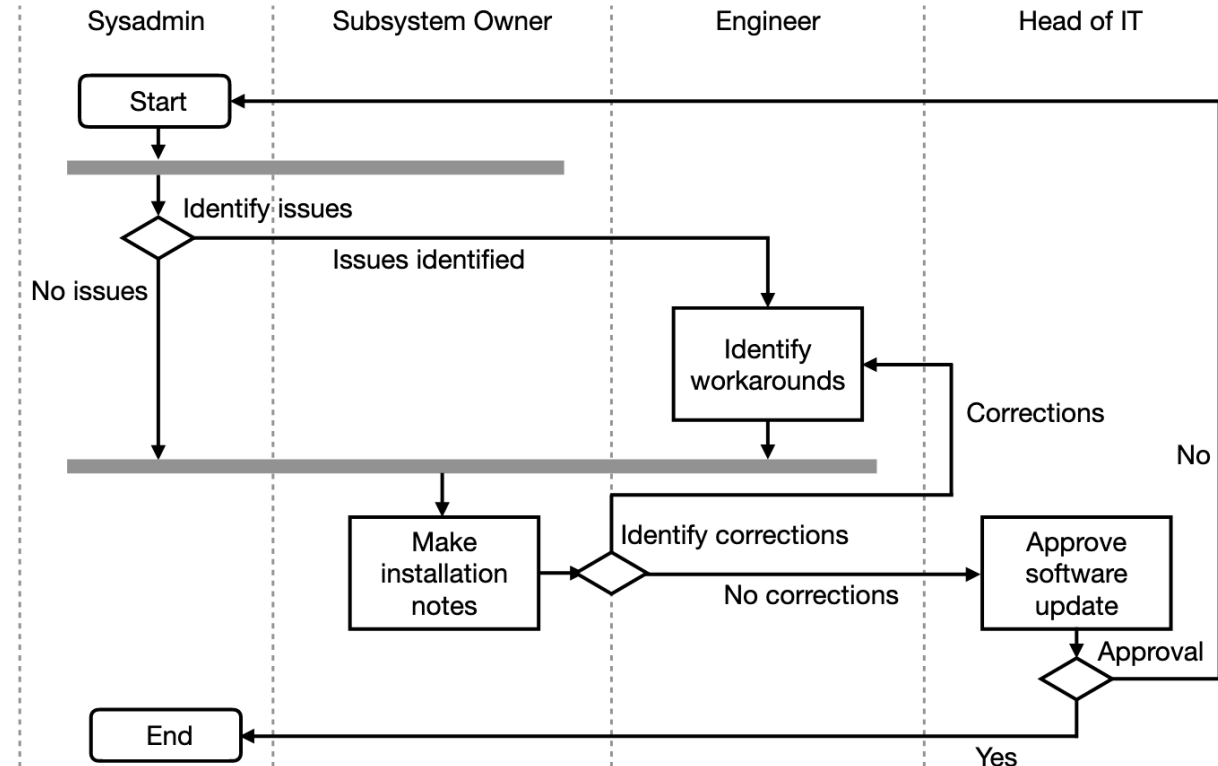 Sysadmin
Subsystem Owner
Engineer
Head of IT
Start
Identify issues
Issues identified
No issues
Identify
workarounds
Corrections
No
Make
installation
notes
Identify corrections
No corrections
Approve
software
update
Approval
End
Yes